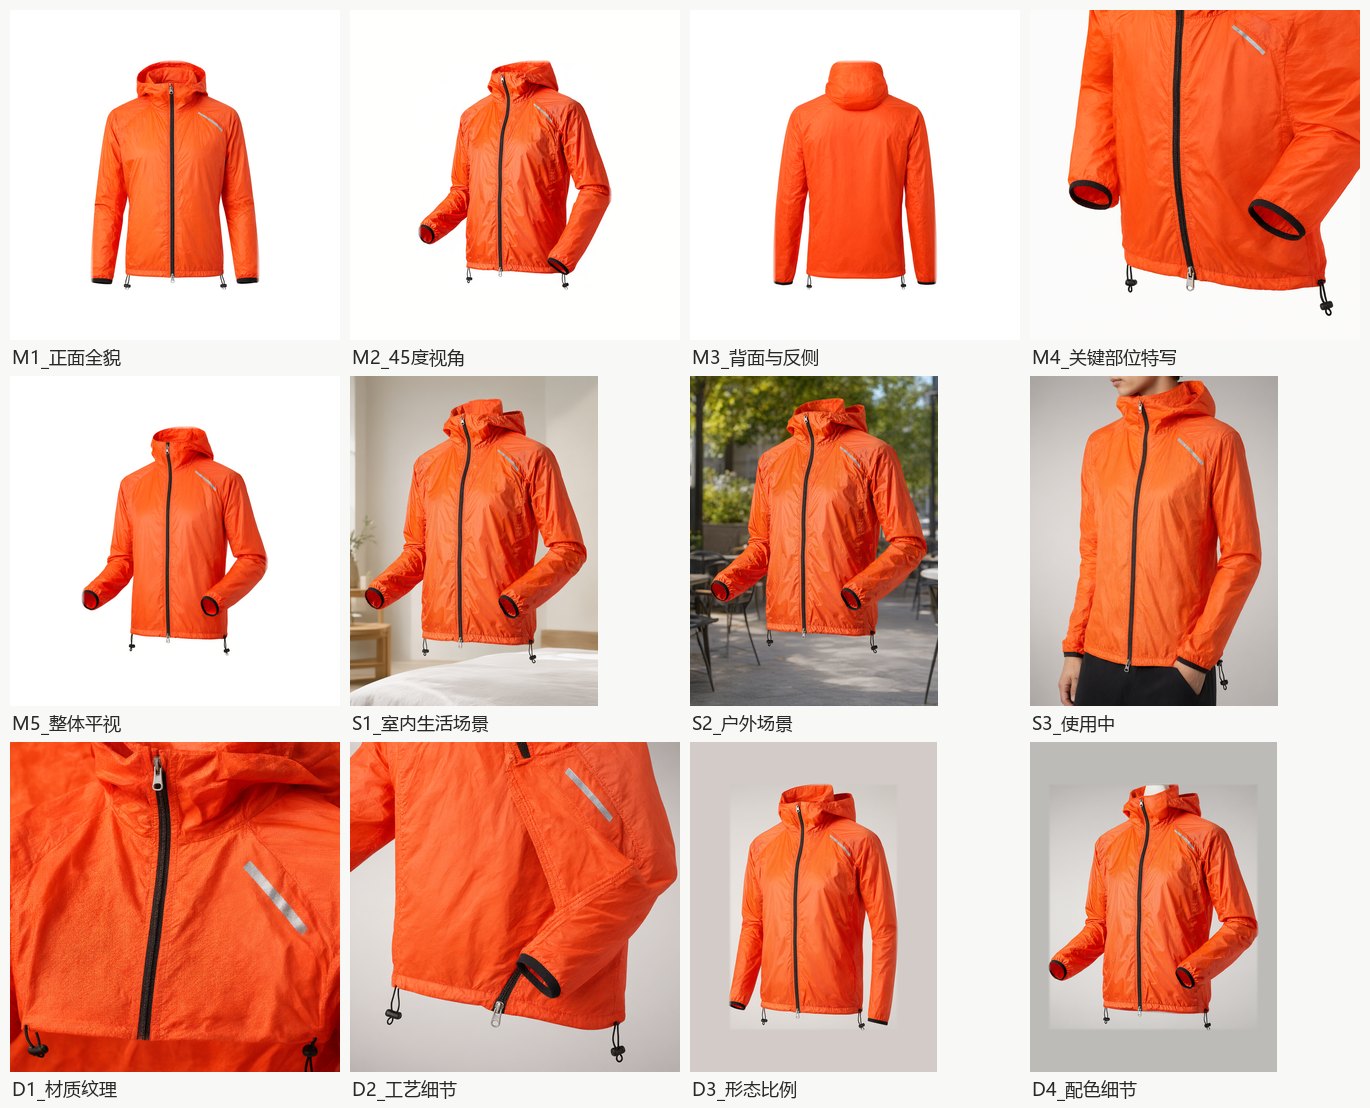 M1_正面全貌
M2_45度视角
M3_背面与反侧
M4_关键部位特写
M5_整体平视
S1_室内生活场景
S2_户外场景
S3_使用中
D1_材质纹理
D2_工艺细节
D3_形态比例
D4_配色细节